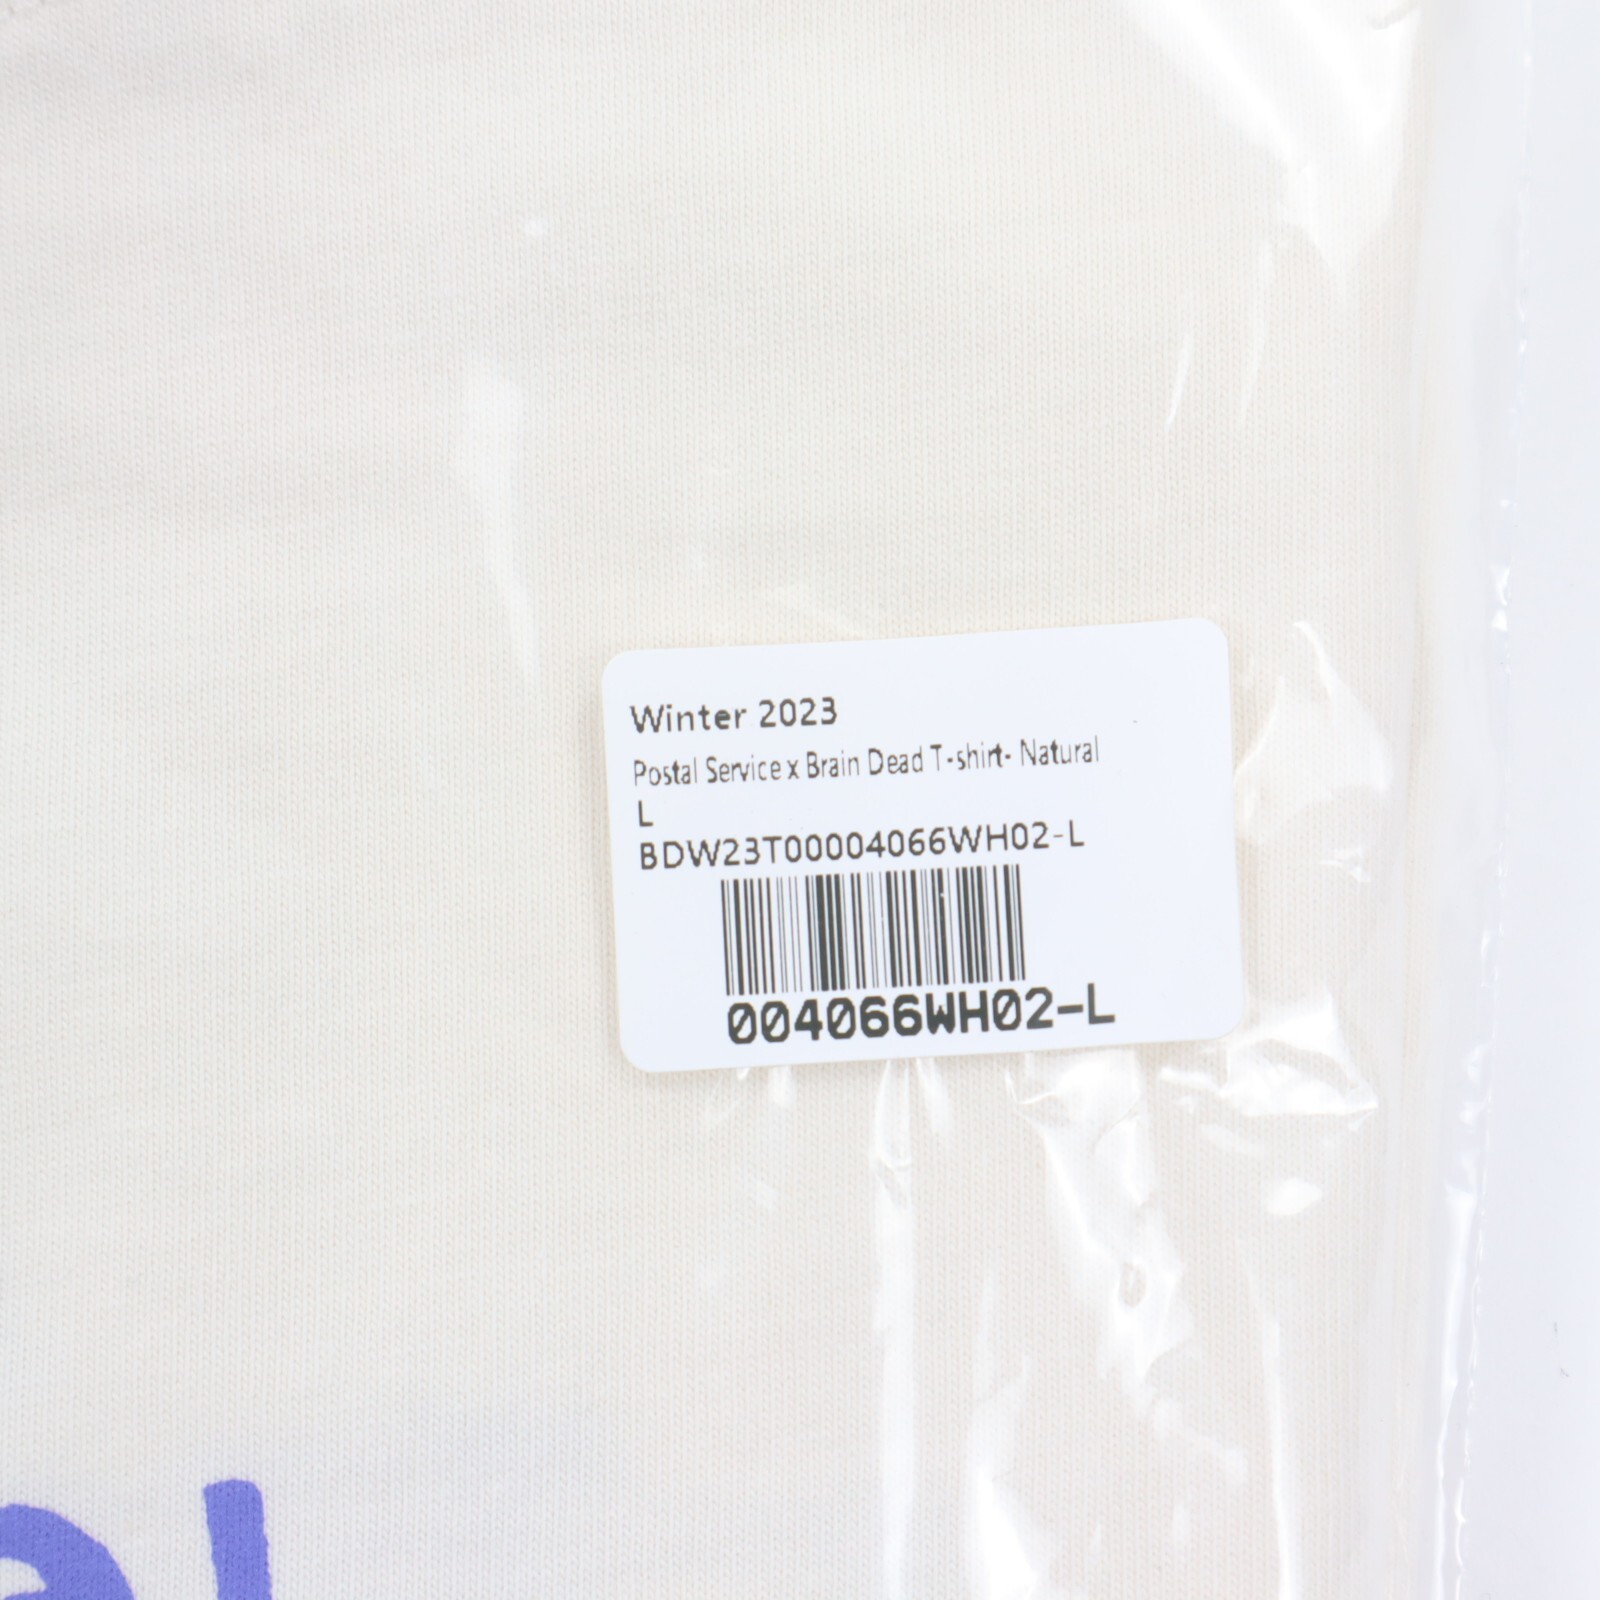 Winter 2023
Postal Service x Brain Dead T-shirt- Natural
L
BDW23T00004066WH02-L
004066WH02-L